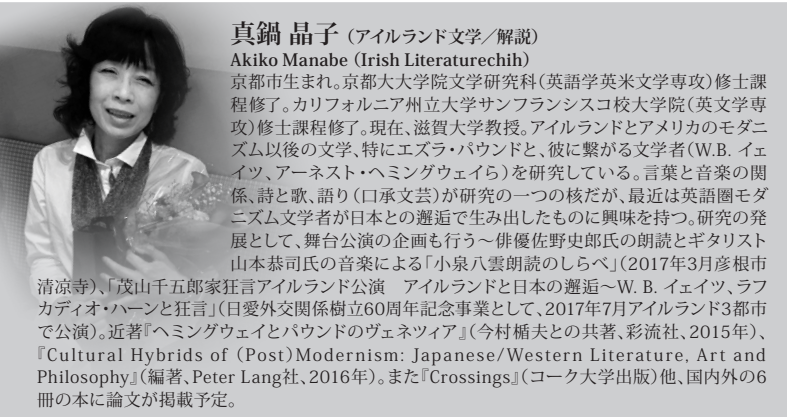 真鍋 晶子（アイルランド文学／解説）
Akiko Manabe（Irish Literaturechih）
京都市生まれ。京都大大学院文学研究科（英語学英米文学専攻）修士課
程修了。カリフォルニア州立大学サンフランシスコ校大学院（英文学専
攻）修士課程修了。現在、滋賀大学教授。アイルランドとアメリカのモダニ
ズム以後の文学、特にエズラ・パウンドと、彼に繋がる文学者（W.B. イェ
イツ、アーネスト・ヘミングウェイら）を研究している。言葉と音楽の関
係、詩と歌、語り（口承文芸）が研究の一つの核だが、最近は英語圏モダ
ニズム文学者が日本との邂逅で生み出したものに興味を持つ。研究の発
展として、舞台公演の企画も行う～俳優佐野史郎氏の朗読とギタリスト
山本恭司氏の音楽による「小泉八雲朗読のしらべ」（2017年3月彦根市
清凉寺）、「茂山千五郎家狂言アイルランド公演　アイルランドと日本の邂逅～W. B. イェイツ、ラフ
カディオ・ハーンと狂言」（日愛外交関係樹立60周年記念事業として、2017年7月アイルランド3都市
で公演）。近著『ヘミングウェイとパウンドのヴェネツィア』（今村楯夫との共著、彩流社、2015年）、
『Cultural Hybrids of（Post）Modernism: Japanese/Western Literature, Art and
Philosophy』（編著、Peter Lang社、2016年）。また『Crossings』（コーク大学出版）他、国内外の6
冊の本に論文が掲載予定。